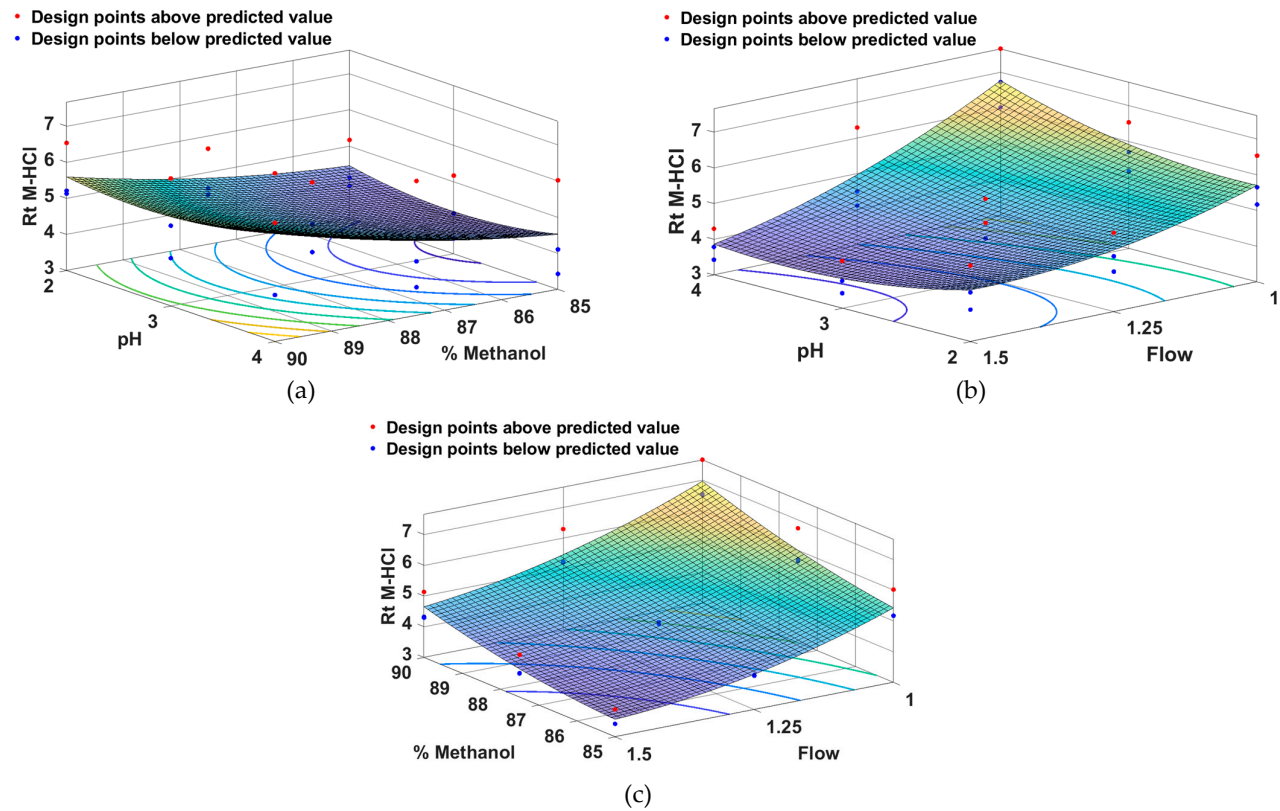 Design points above predicted value
Design points below predicted value
7
6
5
4
3
Rt M-HCl
2
3
4
pH
90
89
88
87
86
85
% Methanol
(a)
Design points above predicted value
Design points below predicted value
7
6
5
4
3
Rt M-HCl
4
3
2
pH
1.5
1.25
1
Flow
(b)
Design points above predicted value
Design points below predicted value
7
6
5
4
3
Rt M-HCl
90
89
88
87
86
85
% Methanol
1.5
1.25
1
Flow
(c)